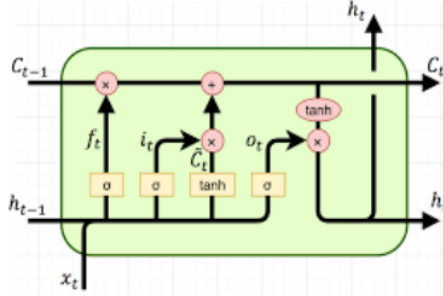 h_t
C_{t-1} × + C_t
tanh
f_t i_t × o_t ×
C̃_t
σ σ tanh σ
h_{t-1} h
x_t